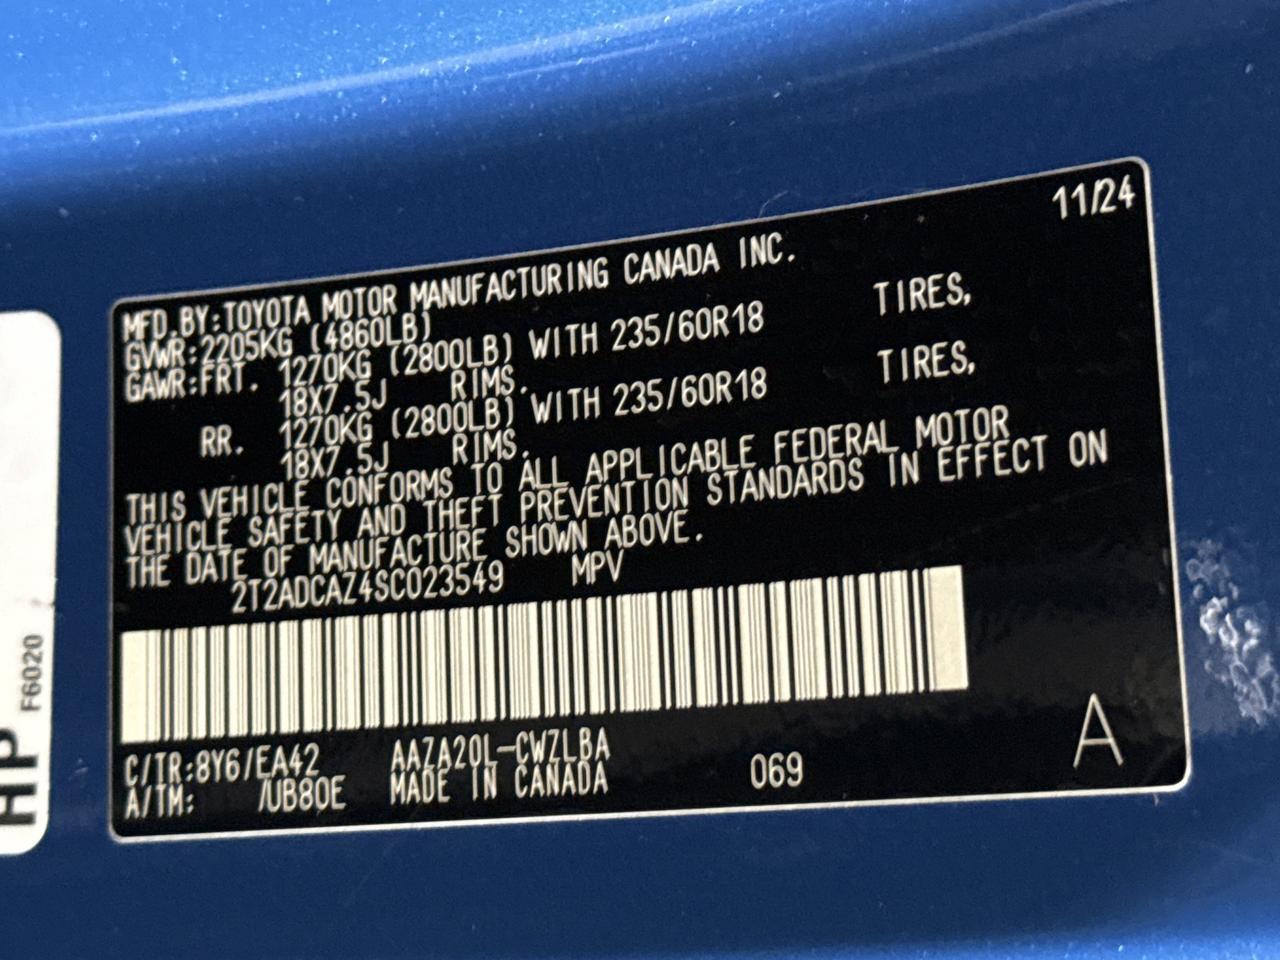 11/24
MFD.BY:TOYOTA MOTOR MANUFACTURING CANADA INC.
GVWR:2205KG (4860LB)
GAWR:FRT. 1270KG (2800LB) WITH 235/60R18 TIRES,
18X7.5J RIMS.
RR. 1270KG (2800LB) WITH 235/60R18 TIRES,
18X7.5J RIMS.
THIS VEHICLE CONFORMS TO ALL APPLICABLE FEDERAL MOTOR
VEHICLE SAFETY AND THEFT PREVENTION STANDARDS IN EFFECT ON
THE DATE OF MANUFACTURE SHOWN ABOVE.
2T2ADCAZ4SC023549 MPV
C/TR:8Y6/EA42 AAZA20L-CWZLBA
A/TM: /UB80E MADE IN CANADA 069
A
HP F6020